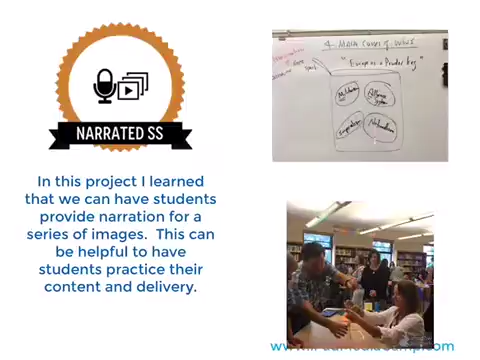 NARRATED SS
In this project I learned
that we can have students
provide narration for a
series of images. This can
be helpful to have
students practice their
content and delivery.
4 MAIN Causes of WWI
"Europe as a Powder Keg"
Alliance
System
Nationalism